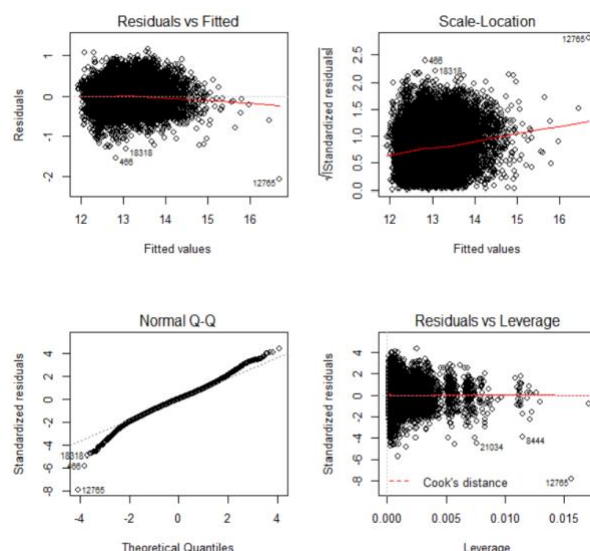 Residuals vs Fitted
Residuals
1
0
-1
-2
18318
466
12765
12 13 14 15 16
Fitted values
Scale-Location
√|Standardized residuals|
2.5
2.0
1.5
1.0
0.5
0.0
12765
466
18318
12 13 14 15 16
Fitted values
Normal Q-Q
Standardized residuals
4
2
0
-2
-4
-6
-8
18318
466
12765
-4 -2 0 2 4
Theoretical Quantiles
Residuals vs Leverage
Standardized residuals
4
2
0
-2
-4
-6
-8
21034
8444
Cook's distance
12765
0.000 0.005 0.010 0.015
Leverage